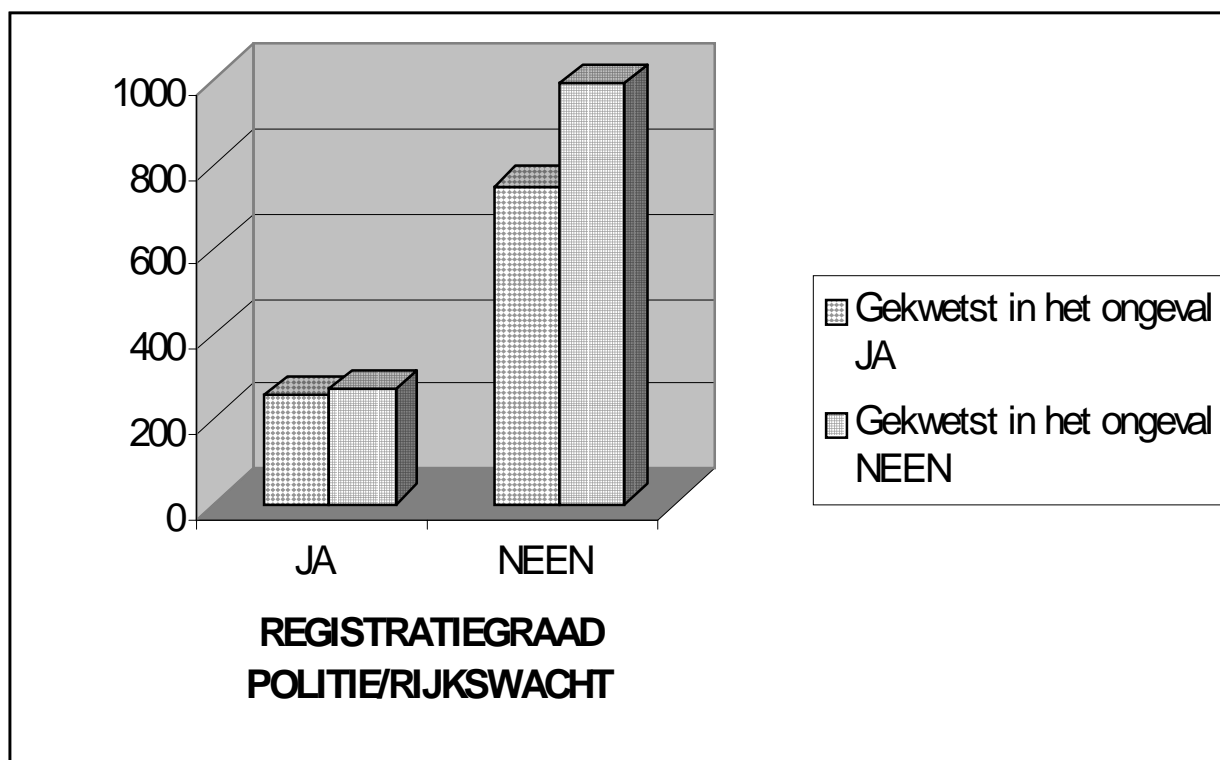 1000
800
600
400
200
0
JA
NEEN
REGISTRATIEGRAAD
POLITIE/RIJKSWACHT
Gekwetst in het ongeval
JA
Gekwetst in het ongeval
NEEN